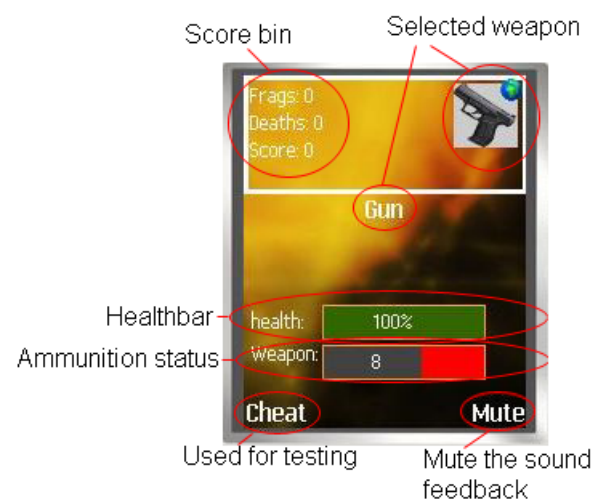 Score bin
Selected weapon
Frags: 0
Deaths: 0
Score: 0
Gun
Healthbar
health:
100%
Ammunition status
Weapon:
8
Cheat
Mute
Used for testing
Mute the sound
feedback